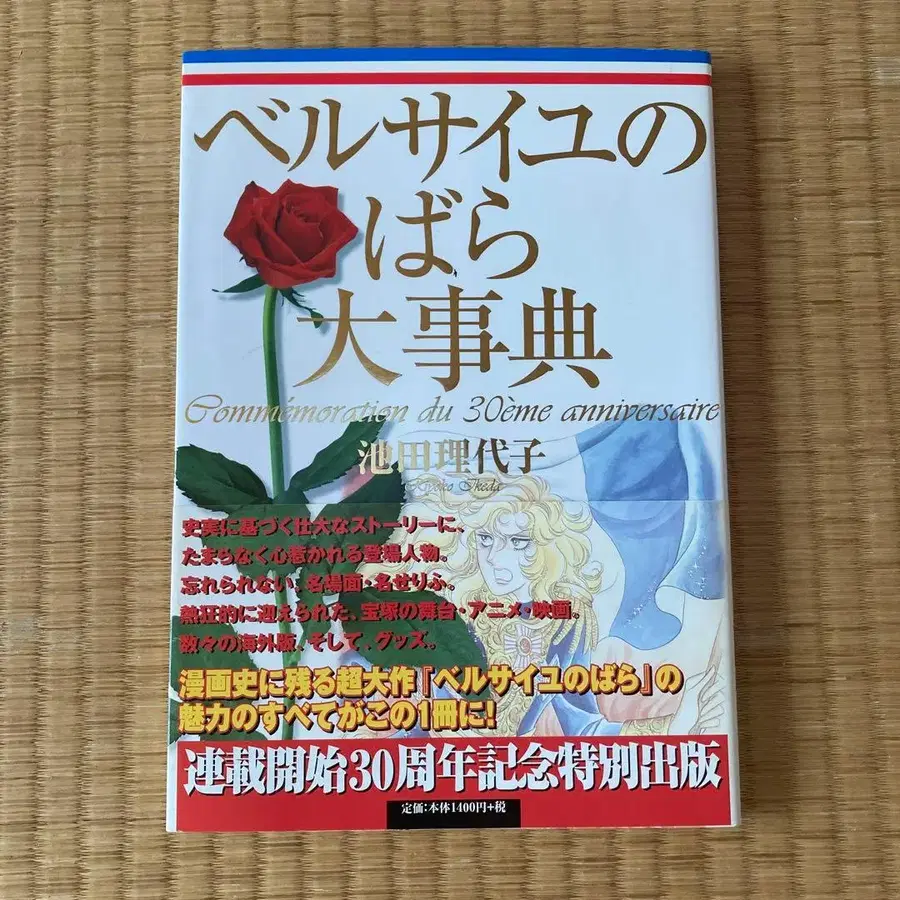 ベルサイユの
ばら
大事典
Commémoration du 30ème anniversaire
池田理代子
Riyoko Ikeda
史実に基づく壮大なストーリーに、
たまらなく心惹かれる登場人物。
忘れられない、名場面・名せりふ。
熱狂的に迎えられた、宝塚の舞台・アニメ・映画。
数々の海外版、そして、グッズ。
漫画史に残る超大作『ベルサイユのばら』の
魅力のすべてがこの1冊に!
連載開始30周年記念特別出版
定価:本体1400円+税